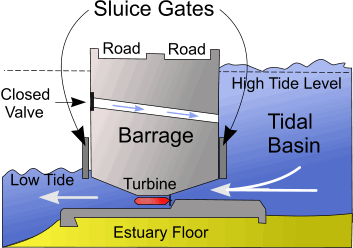 Sluice Gates
Road
Road
High Tide Level
Closed
Valve
Barrage
Tidal
Basin
Low Tide
Turbine
Estuary Floor